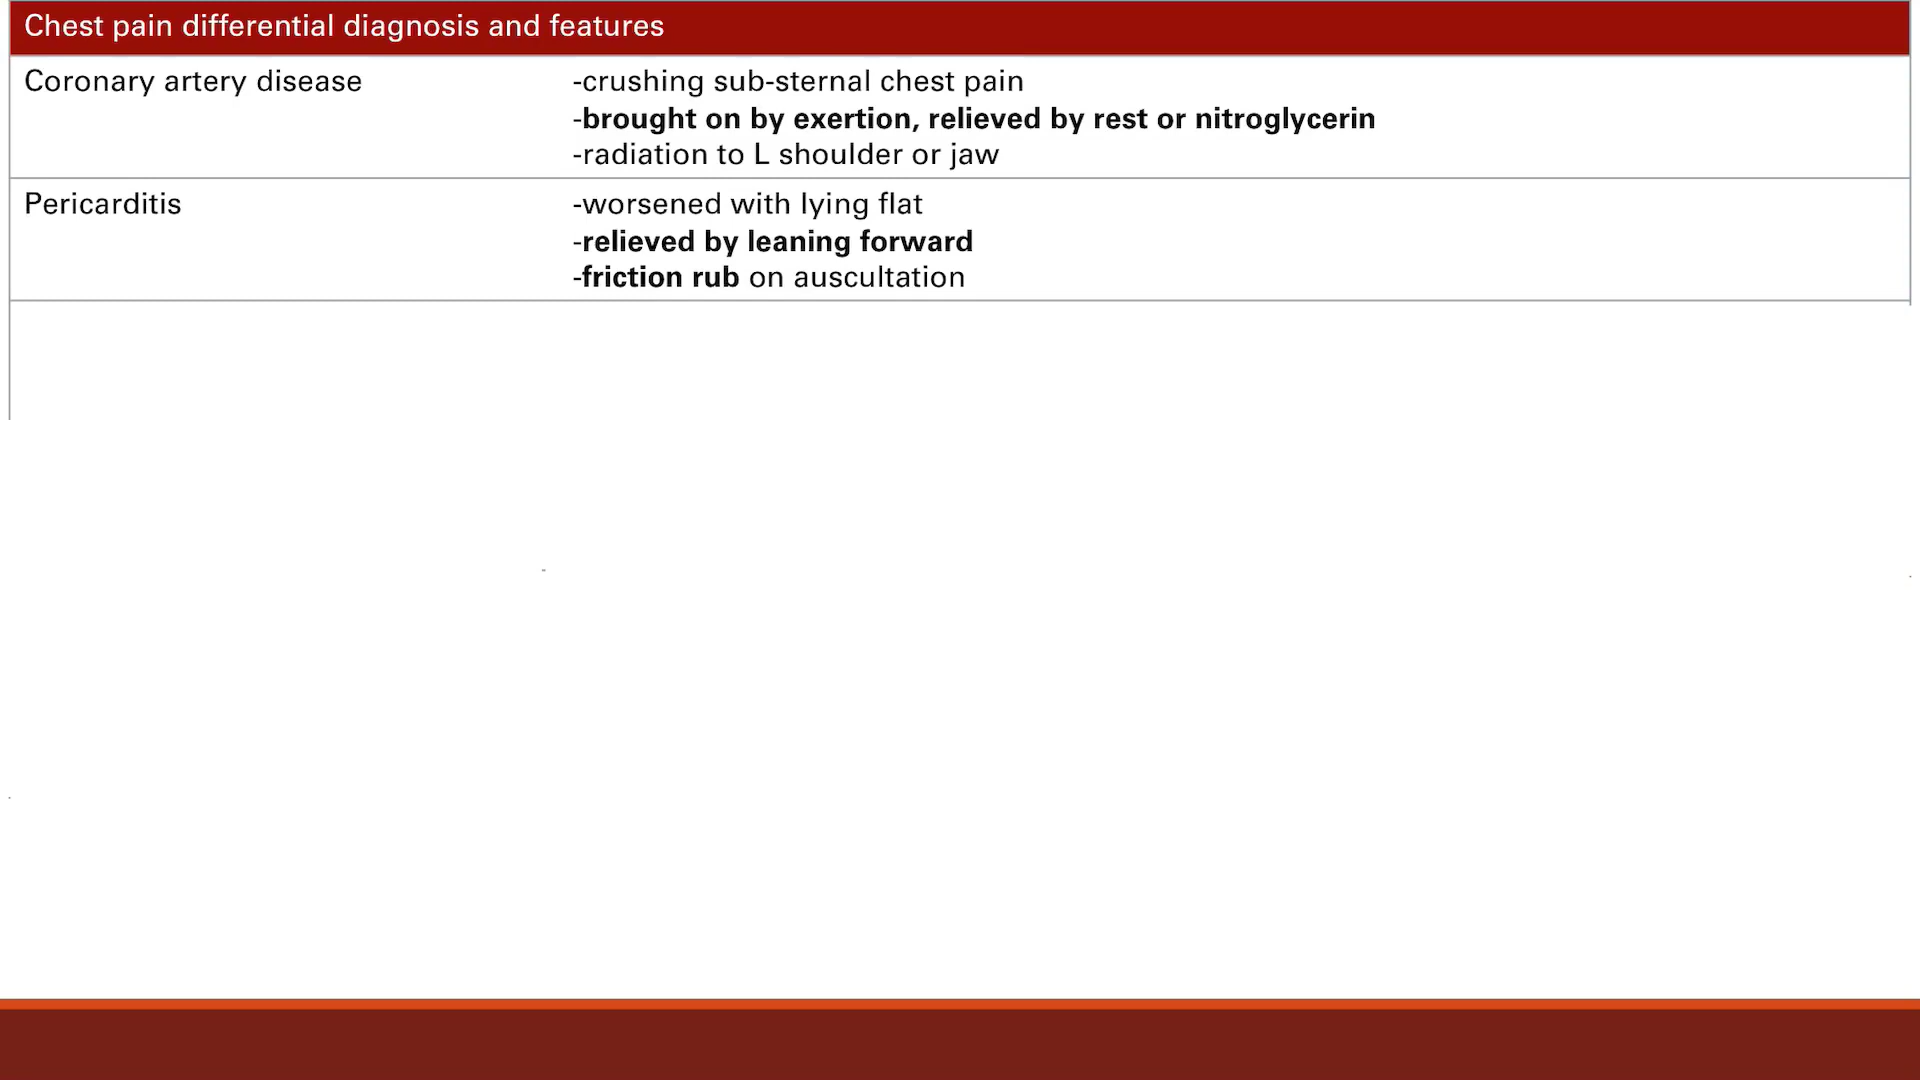 Chest pain differential diagnosis and features
Coronary artery disease
-crushing sub-sternal chest pain
-brought on by exertion, relieved by rest or nitroglycerin
-radiation to L shoulder or jaw
Pericarditis
-worsened with lying flat
-relieved by leaning forward
-friction rub on auscultation